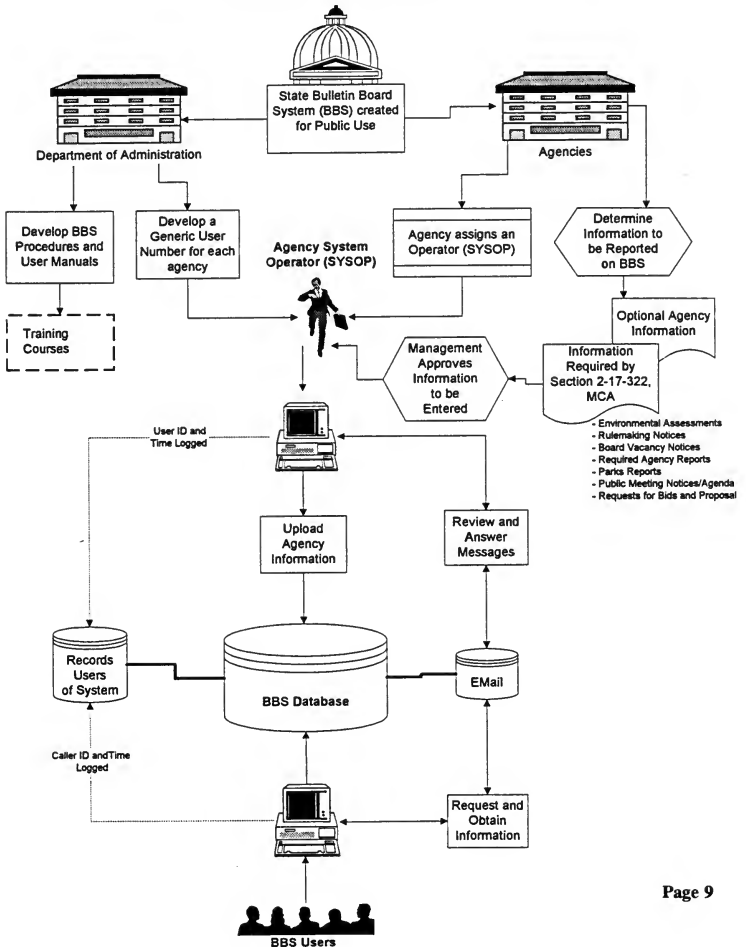 State Bulletin Board
System (BBS) created
for Public Use
Department of Administration
Agencies
Develop BBS
Procedures and
User Manuals
Develop a
Generic User
Number for each
agency
Agency System
Operator (SYSOP)
Agency assigns an
Operator (SYSOP)
Determine
Information to
be Reported
on BBS
Training
Courses
Optional Agency
Information
Management
Approves
Information
to be
Entered
Information
Required by
Section 2-17-322,
MCA
- Environmental Assessments
- Rulemaking Notices
- Board Vacancy Notices
- Required Agency Reports
- Parks Reports
- Public Meeting Notices/Agenda
- Requests for Bids and Proposal
User ID and
Time Logged
Upload
Agency
Information
Review and
Answer
Messages
Records
Users
of System
BBS Database
EMail
Caller ID andTime
Logged
Request and
Obtain
Information
BBS Users
Page 9